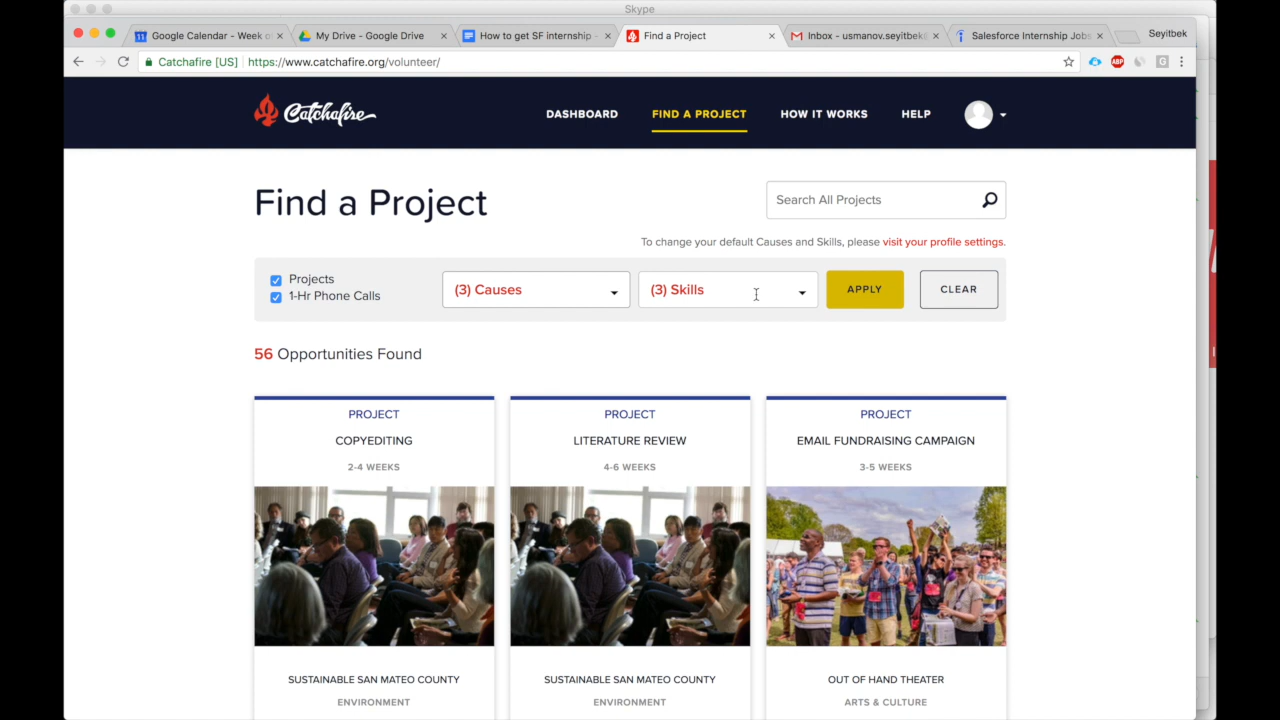 Skype
Google Calendar - Week o
My Drive - Google Drive
How to get SF internship -
Find a Project
Inbox - usmanov.seyitbek@
Salesforce Internship Jobs
Seyitbek
Catchafire [US]
https://www.catchafire.org/volunteer/
ABP
G
Catchafire
DASHBOARD
FIND A PROJECT
HOW IT WORKS
HELP
Find a Project
Search All Projects
To change your default Causes and Skills, please visit your profile settings.
Projects
1-Hr Phone Calls
(3) Causes
(3) Skills
APPLY
CLEAR
56 Opportunities Found
PROJECT
COPYEDITING
2-4 WEEKS
SUSTAINABLE SAN MATEO COUNTY
ENVIRONMENT
PROJECT
LITERATURE REVIEW
4-6 WEEKS
SUSTAINABLE SAN MATEO COUNTY
ENVIRONMENT
PROJECT
EMAIL FUNDRAISING CAMPAIGN
3-5 WEEKS
OUT OF HAND THEATER
ARTS & CULTURE